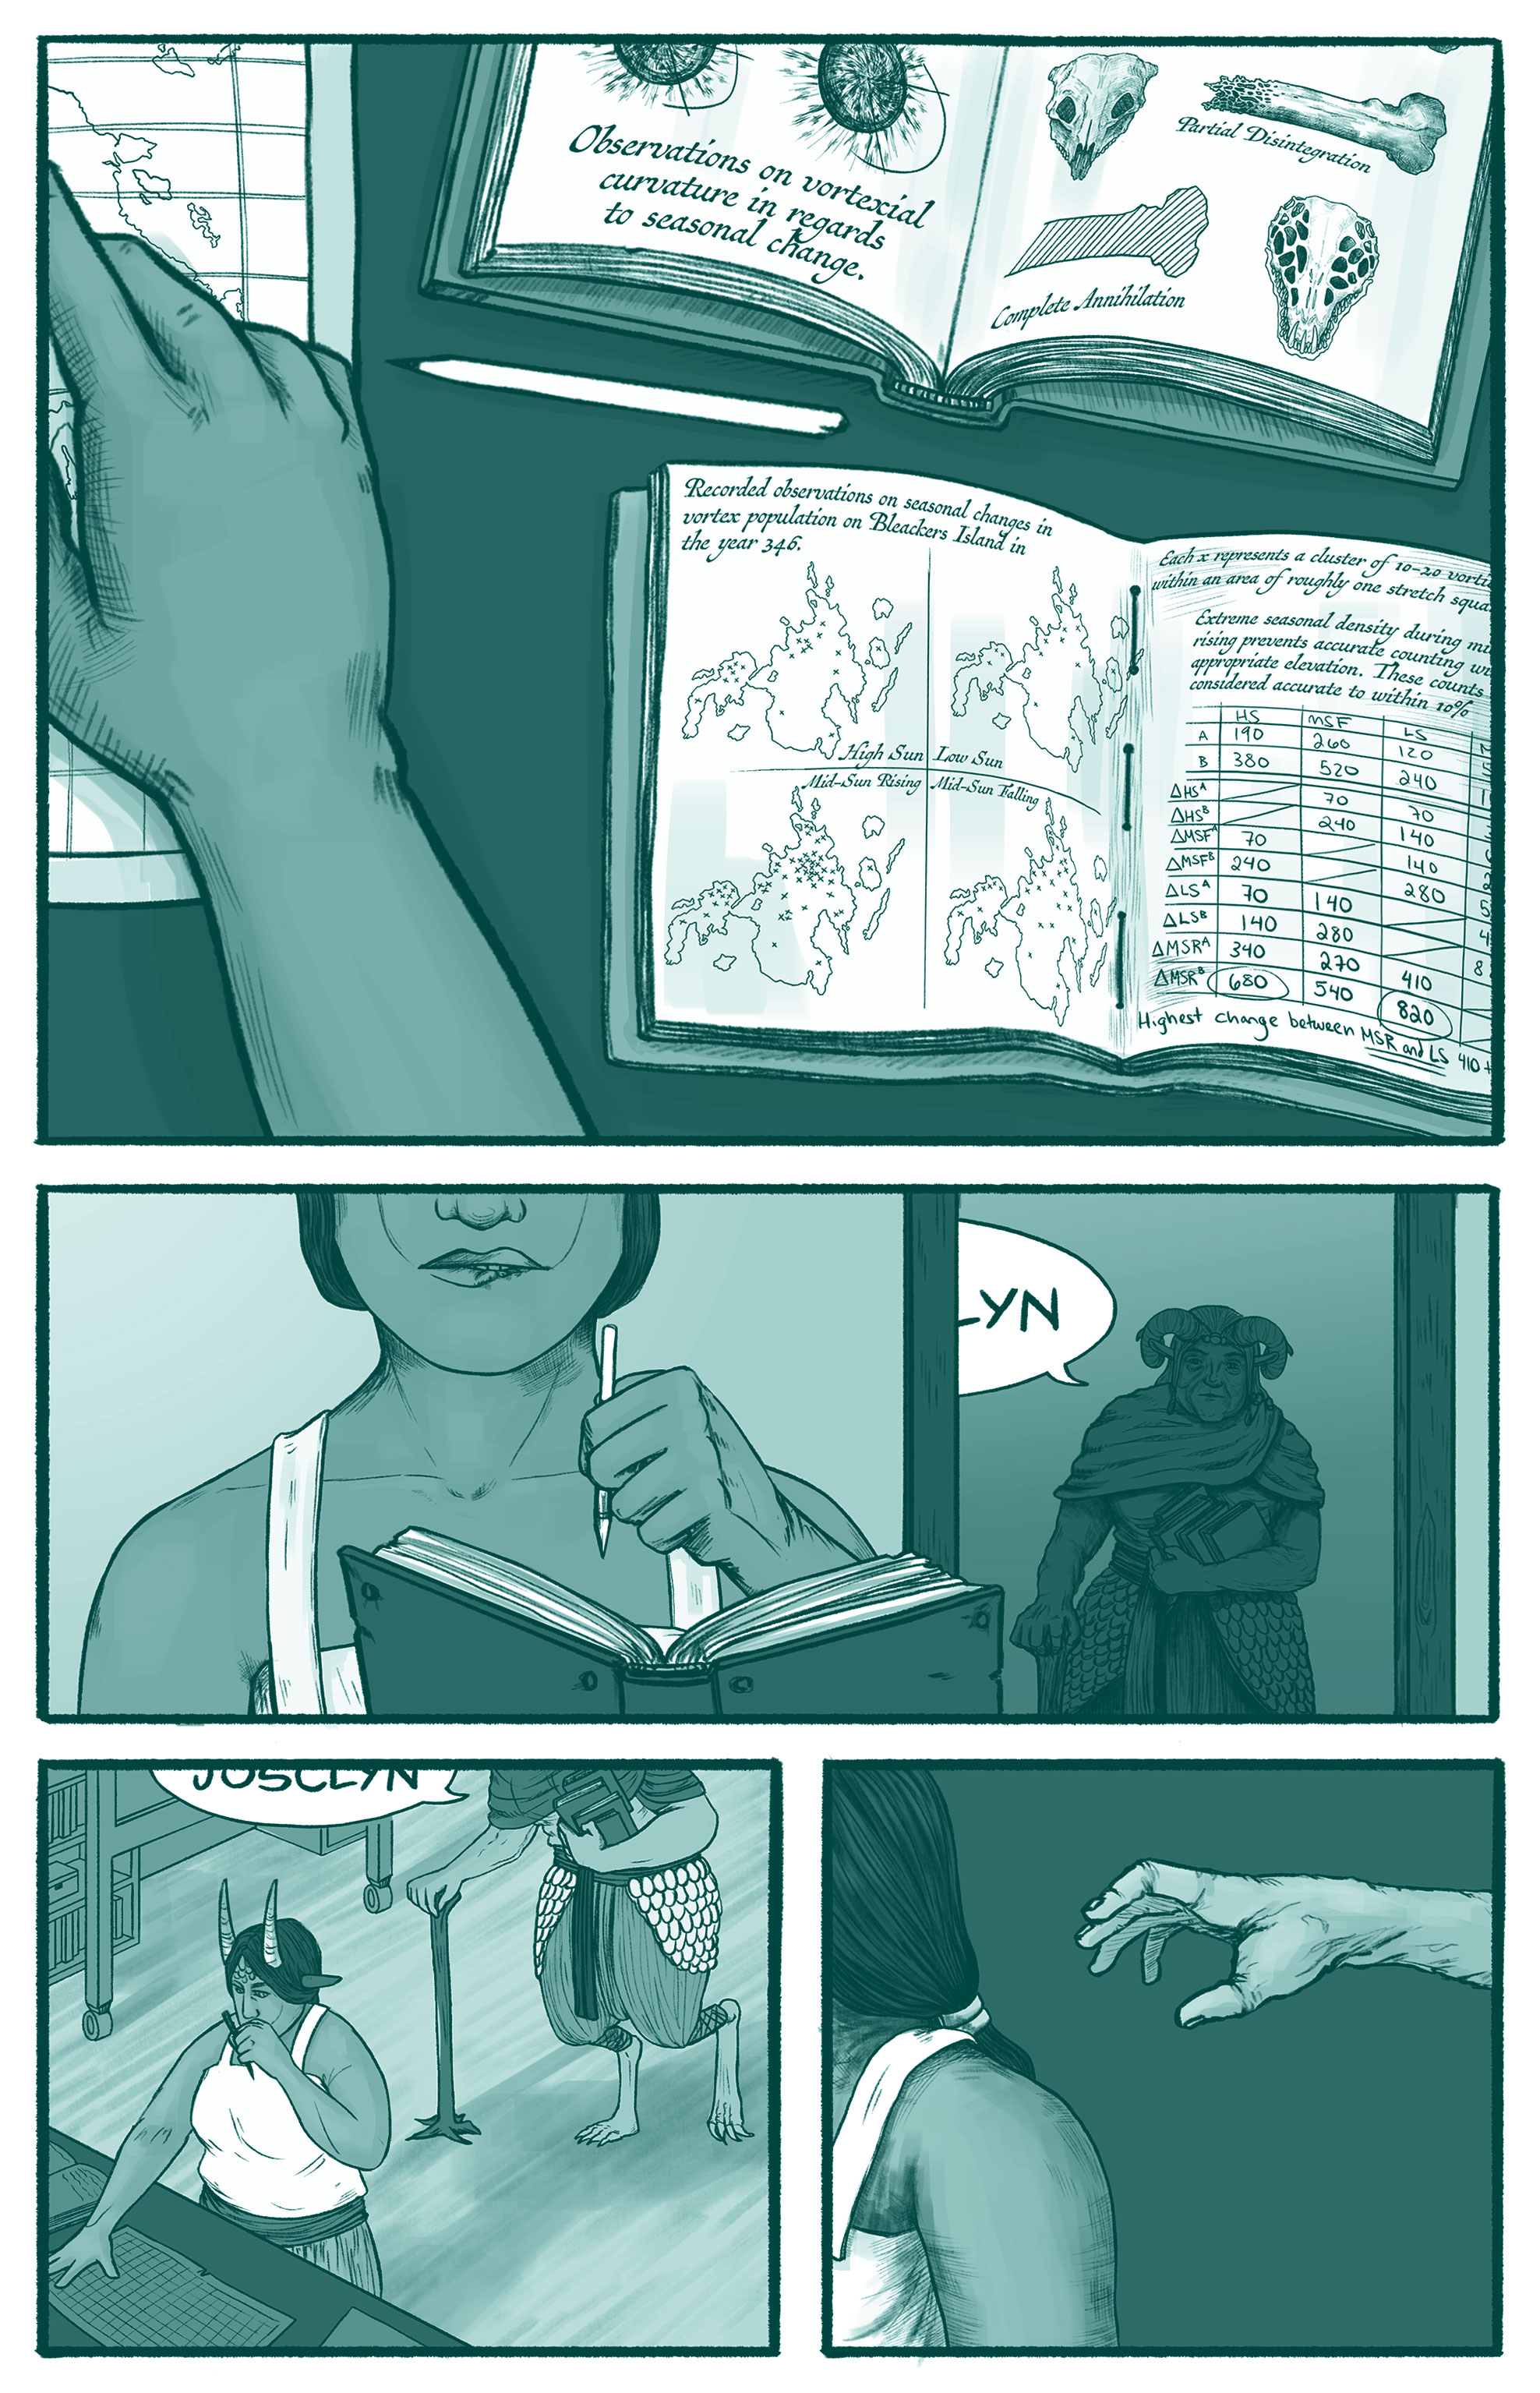 Observations on vortexial
curvature in regards
to seasonal change.
Partial Disintegration
Complete Annihilation
Recorded observations on seasonal changes in
vortex population on Bleackers Island in
the year 346.
High Sun
Low Sun
Mid-Sun Rising
Mid-Sun Falling
Each x represents a cluster of 10-20
within an area of roughly one stretch
Extreme seasonal density during
rising prevents accurate counting
appropriate elevation. These counts
considered accurate to within 10%
HS MSF LS
A 190 260 120
B 380 520 240
ΔHSᴬ 70 70
ΔHSᴮ 240 140
ΔMSFᴬ 70 140
ΔMSFᴮ 240 280
ΔLSᴬ 70 140
ΔLSᴮ 140 280
ΔMSRᴬ 340 270 410
ΔMSRᴮ 680 540 820
Highest change between MSR and LS 410+
LYN
JOSCLYN